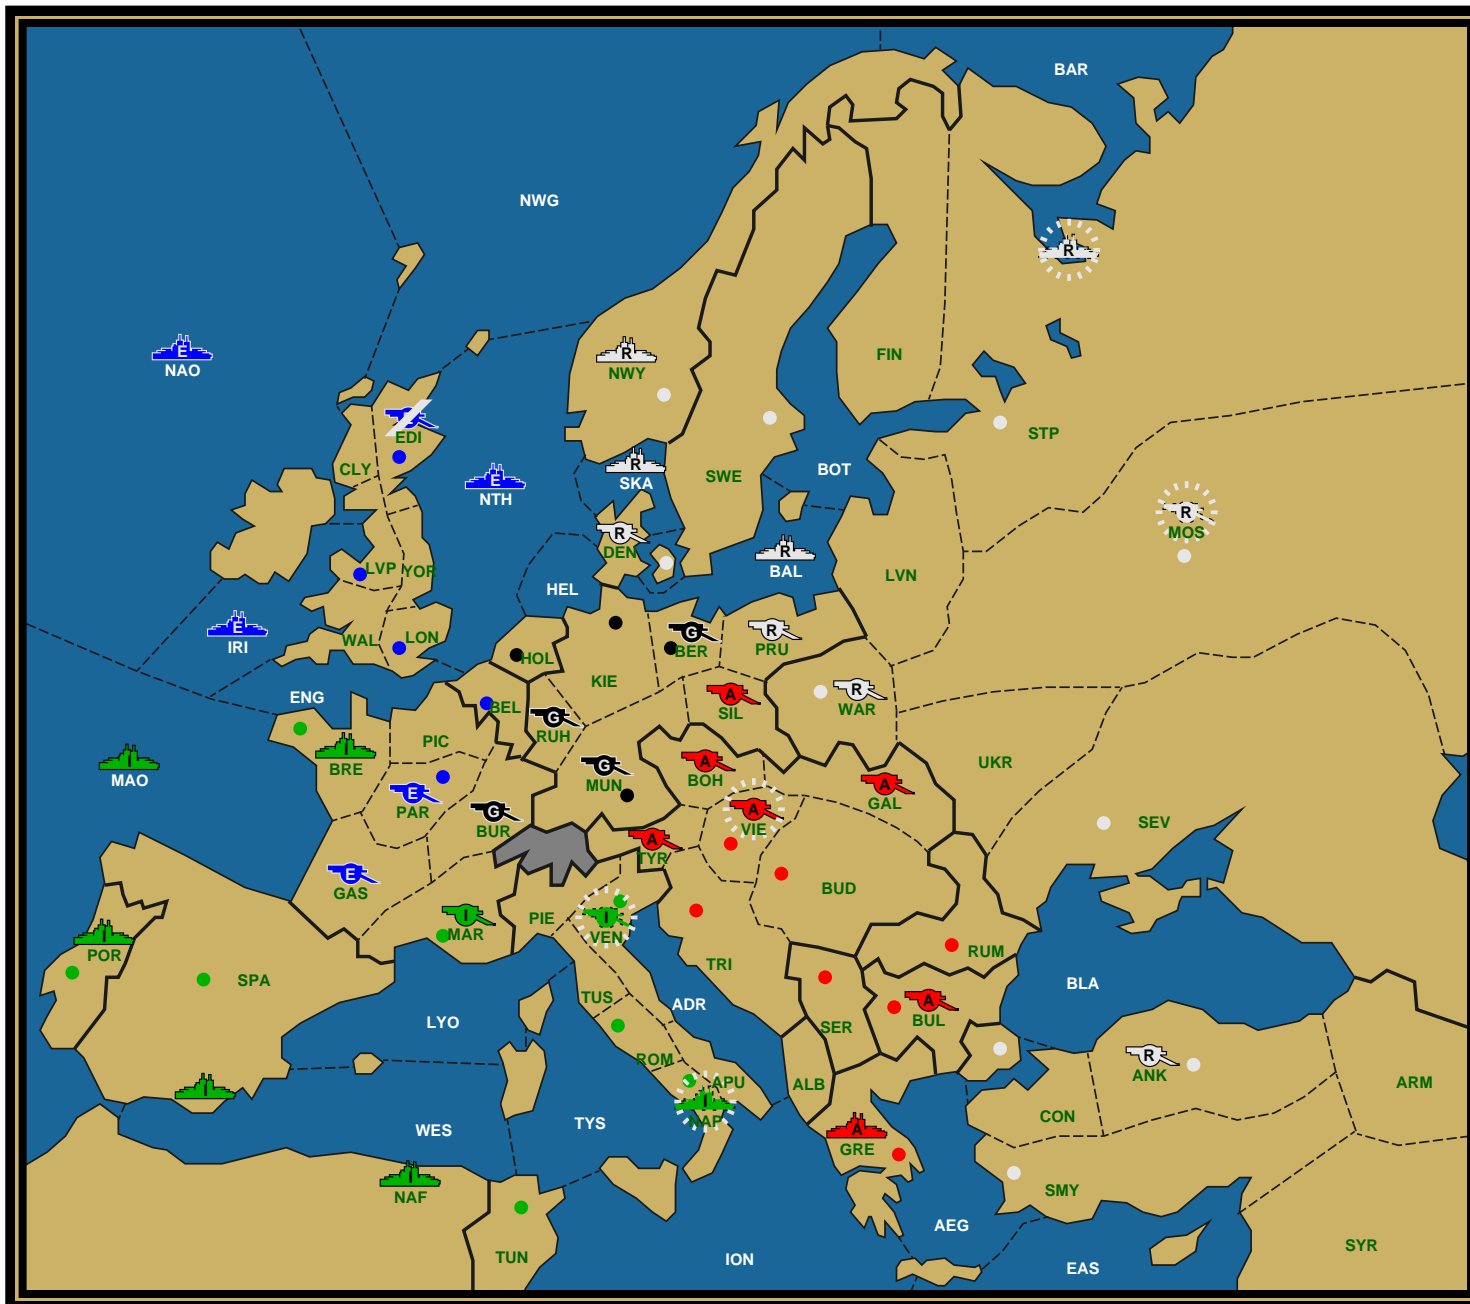 BAR
NWG
R
R
NWY
E
NAO
FIN
EDI
STP
CLY
R
SKA
SWE
BOT
E
NTH
R
MOS
R
DEN
R
BAL
LVP
YOR
HEL
LVN
E
IRI
WAL
LON
G
BER
R
PRU
HOL
KIE
ENG
BEL
A
SIL
R
WAR
G
RUH
PIC
I
BRE
I
MAO
G
MUN
A
BOH
UKR
A
GAL
E
PAR
G
BUR
A
VIE
SEV
A
TYR
E
GAS
BUD
I
MAR
PIE
I
VEN
I
POR
RUM
TRI
SPA
BLA
TUS
ADR
A
BUL
LYO
SER
ROM
R
ANK
APU
ALB
ARM
I
I
NAP
CON
TYS
WES
A
GRE
I
NAF
SMY
AEG
TUN
ION
SYR
EAS